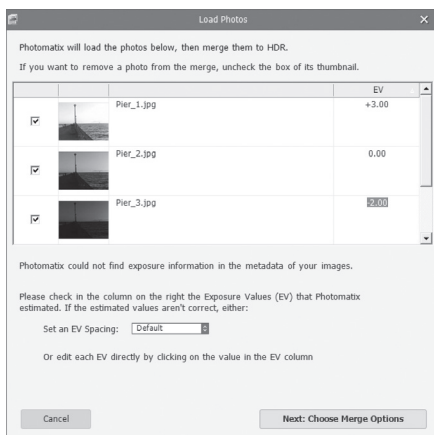 Load Photos
Photomatix will load the photos below, then merge them to HDR.
If you want to remove a photo from the merge, uncheck the box of its thumbnail.
EV
Pier_1.jpg +3.00
Pier_2.jpg 0.00
Pier_3.jpg -2.00
Photomatix could not find exposure information in the metadata of your images.
Please check in the column on the right the Exposure Values (EV) that Photomatix
estimated. If the estimated values aren't correct, either:
Set an EV Spacing: Default
Or edit each EV directly by clicking on the value in the EV column
Cancel Next: Choose Merge Options